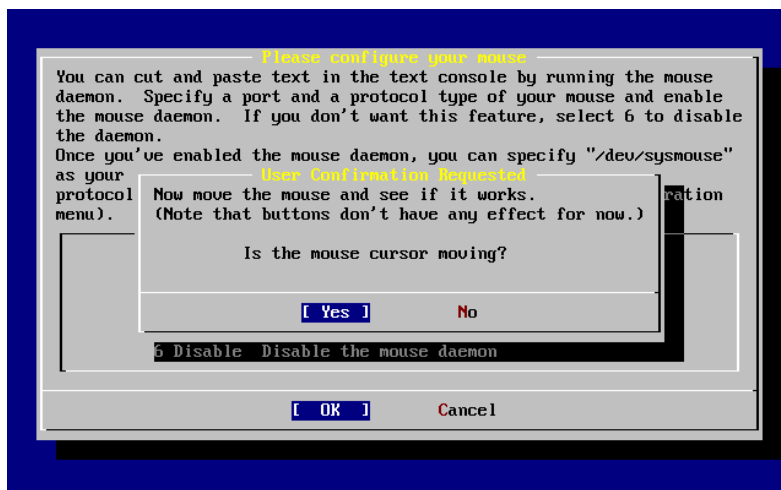 Please configure your mouse
You can cut and paste text in the text console by running the mouse
daemon.  Specify a port and a protocol type of your mouse and enable
the mouse daemon.  If you don't want this feature, select 6 to disable
the daemon.
Once you've enabled the mouse daemon, you can specify "/dev/sysmouse"
as your
User Confirmation Requested
protocol
ration
menu).
Now move the mouse and see if it works.
(Note that buttons don't have any effect for now.)
Is the mouse cursor moving?
[ Yes ]        No
6 Disable  Disable the mouse daemon
[  OK  ]       Cancel